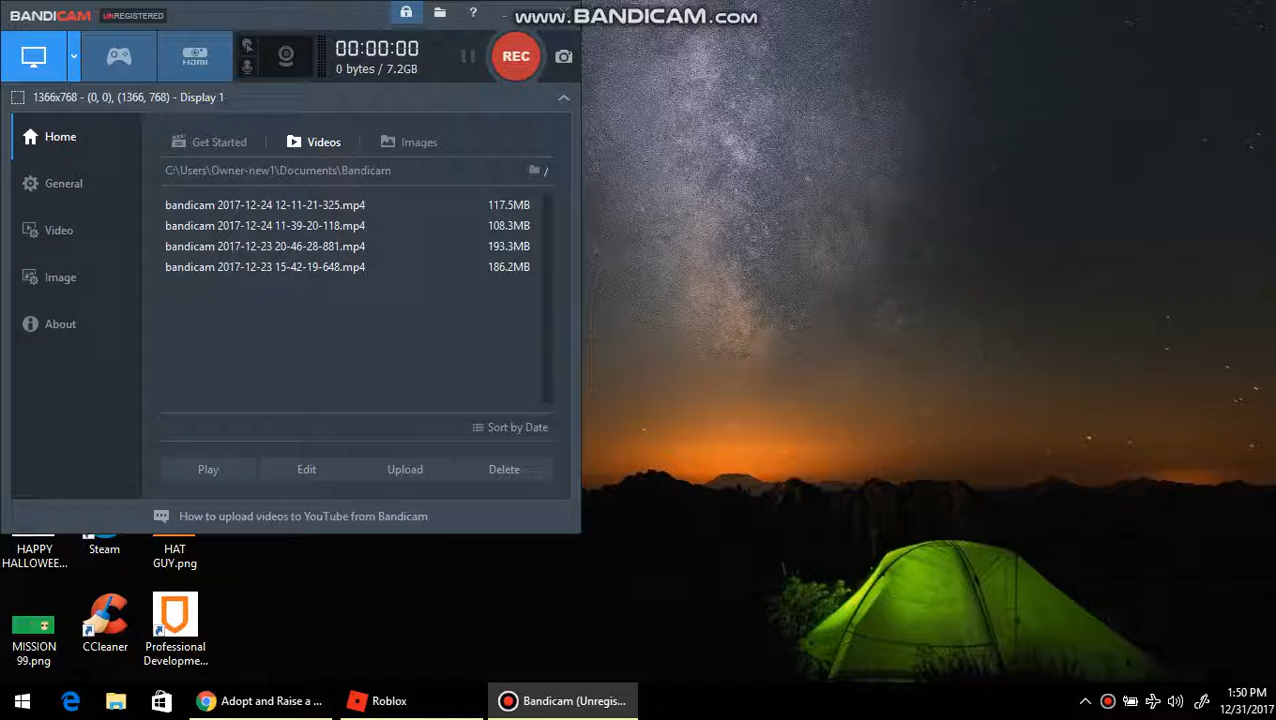 BANDICAM UNREGISTERED
?
www.BANDICAM.com
HDMI
00:00:00
0 bytes / 7.2GB
REC
1366x768 - (0, 0), (1366, 768) - Display 1
Home
General
Video
Image
About
Get Started
Videos
Images
C:\Users\Owner-new1\Documents\Bandicam
/
bandicam 2017-12-24 12-11-21-325.mp4 117.5MB
bandicam 2017-12-24 11-39-20-118.mp4 108.3MB
bandicam 2017-12-23 20-46-28-881.mp4 193.3MB
bandicam 2017-12-23 15-42-19-648.mp4 186.2MB
Sort by Date
Play Edit Upload Delete
How to upload videos to YouTube from Bandicam
HAPPY
HALLOWEE...
Steam
HAT
GUY.png
MISSION
99.png
CCleaner
Professional
Developme...
Adopt and Raise a ...
Roblox
Bandicam (Unregis...
1:50 PM
12/31/2017